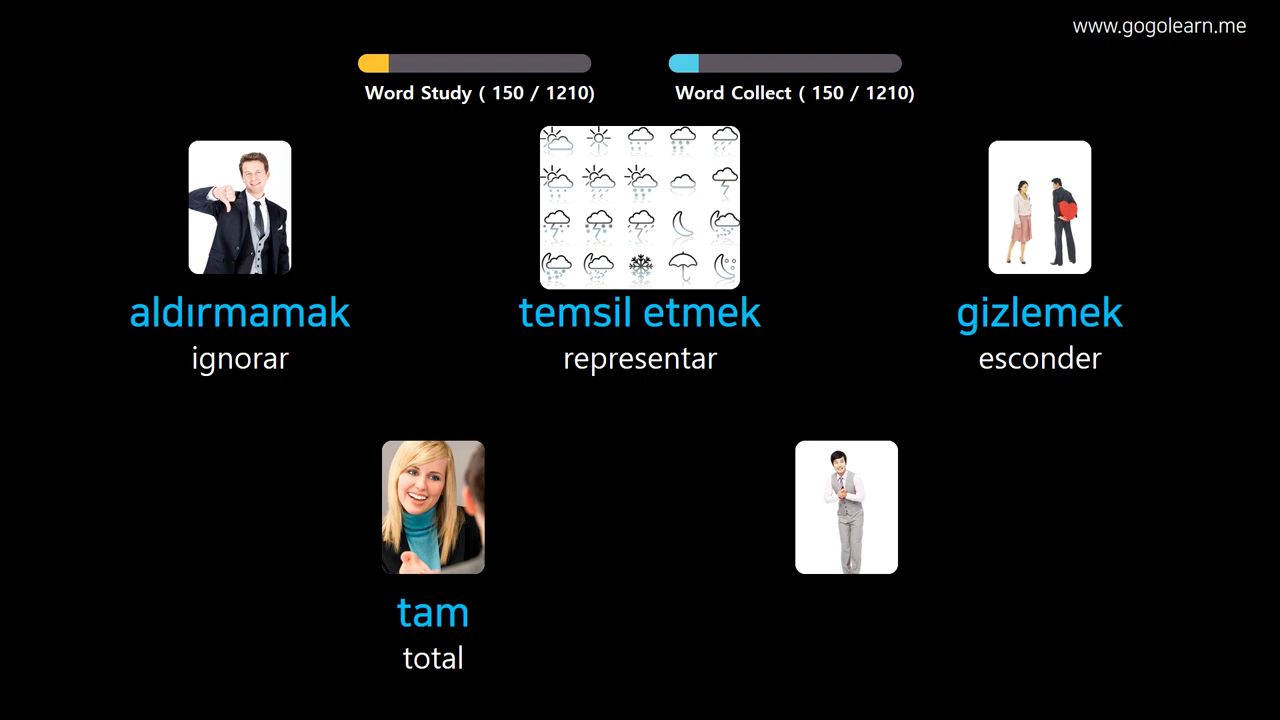 www.gogolearn.me
Word Study ( 150 / 1210)
Word Collect ( 150 / 1210)
aldırmamak
ignorar
temsil etmek
representar
gizlemek
esconder
tam
total